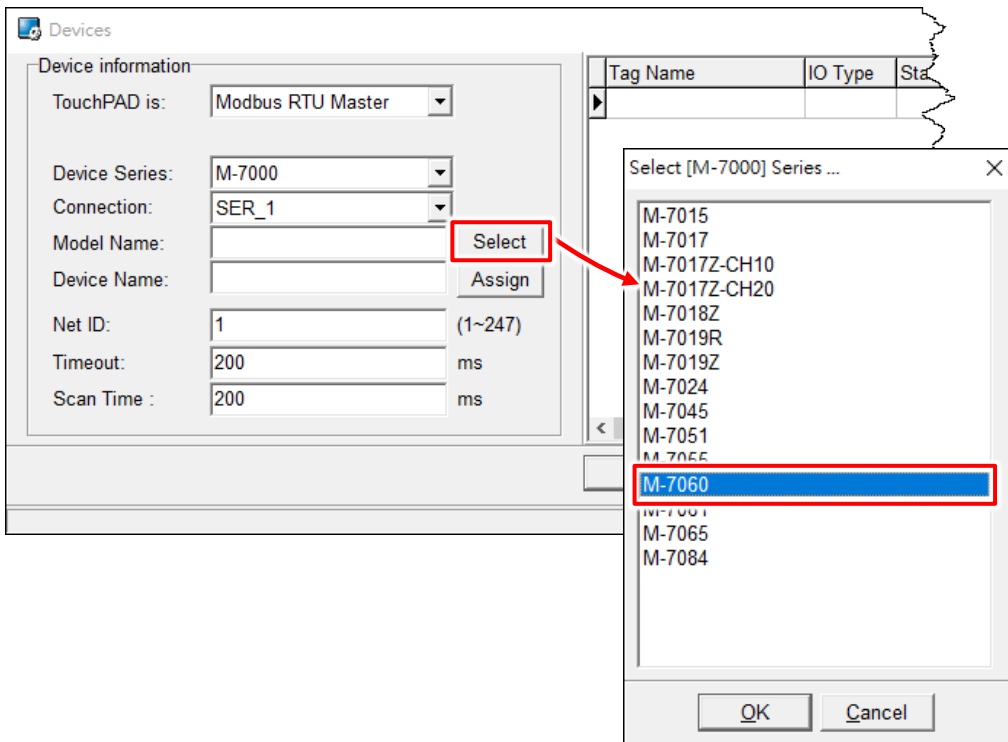 Devices
Device information
TouchPAD is: Modbus RTU Master
Device Series: M-7000
Connection: SER_1
Model Name: Select
Device Name: Assign
Net ID: 1 (1~247)
Timeout: 200 ms
Scan Time : 200 ms
Tag Name IO Type
Select [M-7000] Series ...
M-7015
M-7017
M-7017Z-CH10
M-7017Z-CH20
M-7018Z
M-7019R
M-7019Z
M-7024
M-7045
M-7051
M-7055
M-7060
M-7061
M-7065
M-7084
OK Cancel